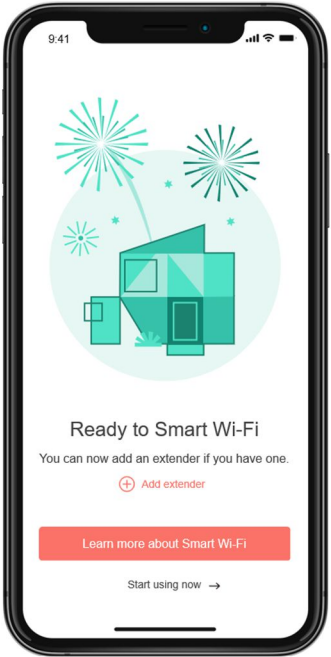 9:41
Ready to Smart Wi-Fi
You can now add an extender if you have one.
Add extender
Learn more about Smart Wi-Fi
Start using now →